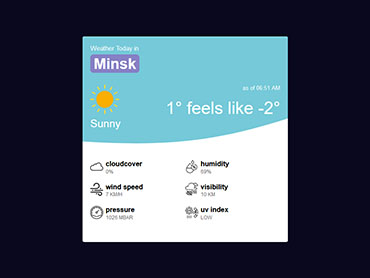 Weather Today in
Minsk
as of 06:51 AM
1° feels like -2°
Sunny
cloudcover
0%
humidity
69%
wind speed
7 KM/H
visibility
10 KM
pressure
1026 MBAR
uv index
LOW